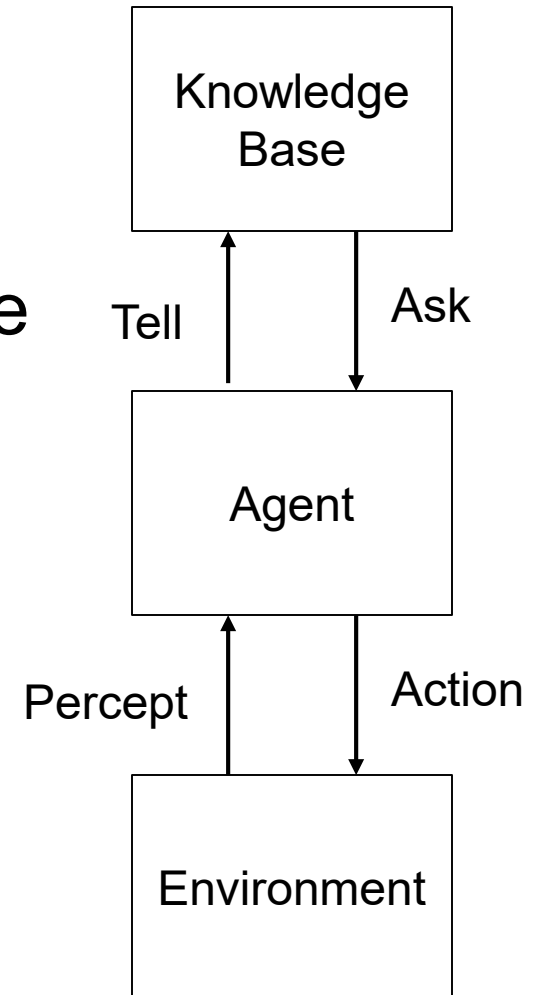 Knowledge
Base
e
Tell
Ask
Agent
Percept
Action
Environment